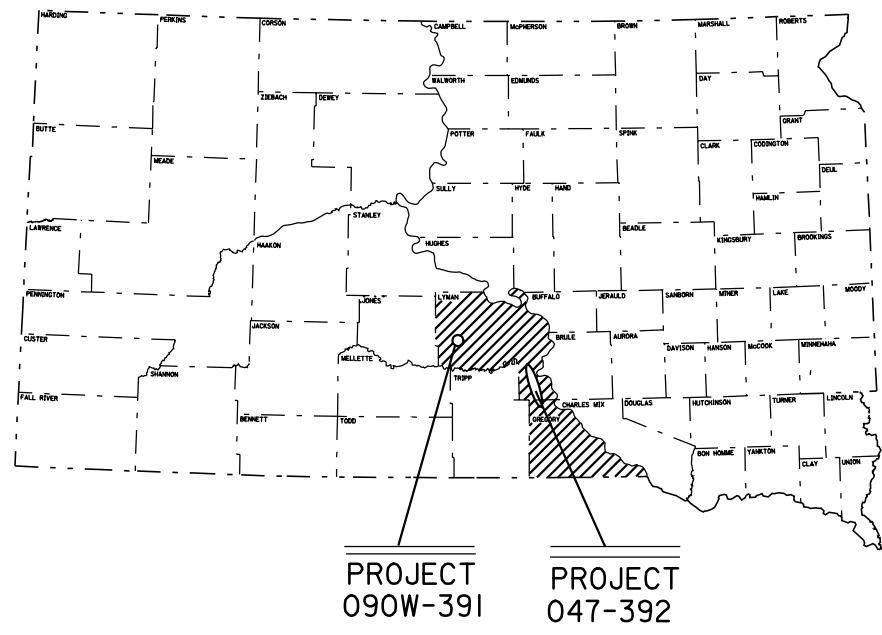 HARDING
PERKINS
CORSON
CAMPBELL
McPHERSON
BROWN
MARSHALL
ROBERTS
WALWORTH
EDMUNDS
DAY
ZIEBACH
DEWEY
GRANT
BUTTE
POTTER
FAULK
SPINK
CLARK
CODINGTON
MEADE
DEUL
SULLY
HYDE
HAND
HAMLIN
STANLEY
LAWRENCE
BEADLE
KINGSBURY
BROOKINGS
HAAKON
HUGHES
PENNINGTON
JONES
LYMAN
BUFFALO
JERAULD
SANBORN
MINER
LAKE
MOODY
JACKSON
CUSTER
BRULE
AURORA
DAVISON
HANSON
McCOOK
MINNEHAHA
MELLETTE
SHANNON
TRIPP
FALL RIVER
CHARLES MIX
DOUGLAS
HUTCHINSON
TURNER
LINCOLN
BENNETT
TODD
GREGORY
BON HOMME
YANKTON
CLAY
UNION
PROJECT
090W-391
PROJECT
047-392